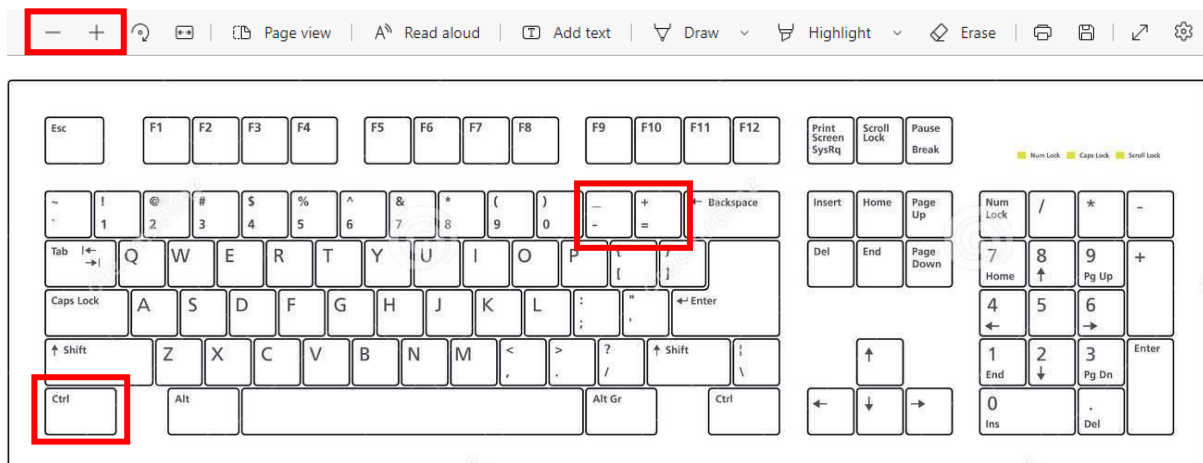 — + Page view A Read aloud T Add text Draw Highlight Erase
Esc F1 F2 F3 F4 F5 F6 F7 F8 F9 F10 F11 F12 Print Screen SysRq Scroll Lock Pause Break
Num Lock Caps Lock Scroll Lock
~ ` ! 1 @ 2 # 3 $ 4 % 5 ^ 6 & 7 * 8 ( 9 ) 0 _ - + = ← Backspace Insert Home Page Up Num Lock / * -
Tab |← →| Q W E R T Y U I O P { [ } ] Del End Page Down 7 Home 8 ↑ 9 Pg Up +
Caps Lock A S D F G H J K L : ; " ' ↵ Enter 4 ← 5 6 →
↑ Shift Z X C V B N M < , > . ? / ↑ Shift ¦ \ ↑ 1 End 2 ↓ 3 Pg Dn Enter
Ctrl Alt Alt Gr Ctrl ← ↓ → 0 Ins . Del